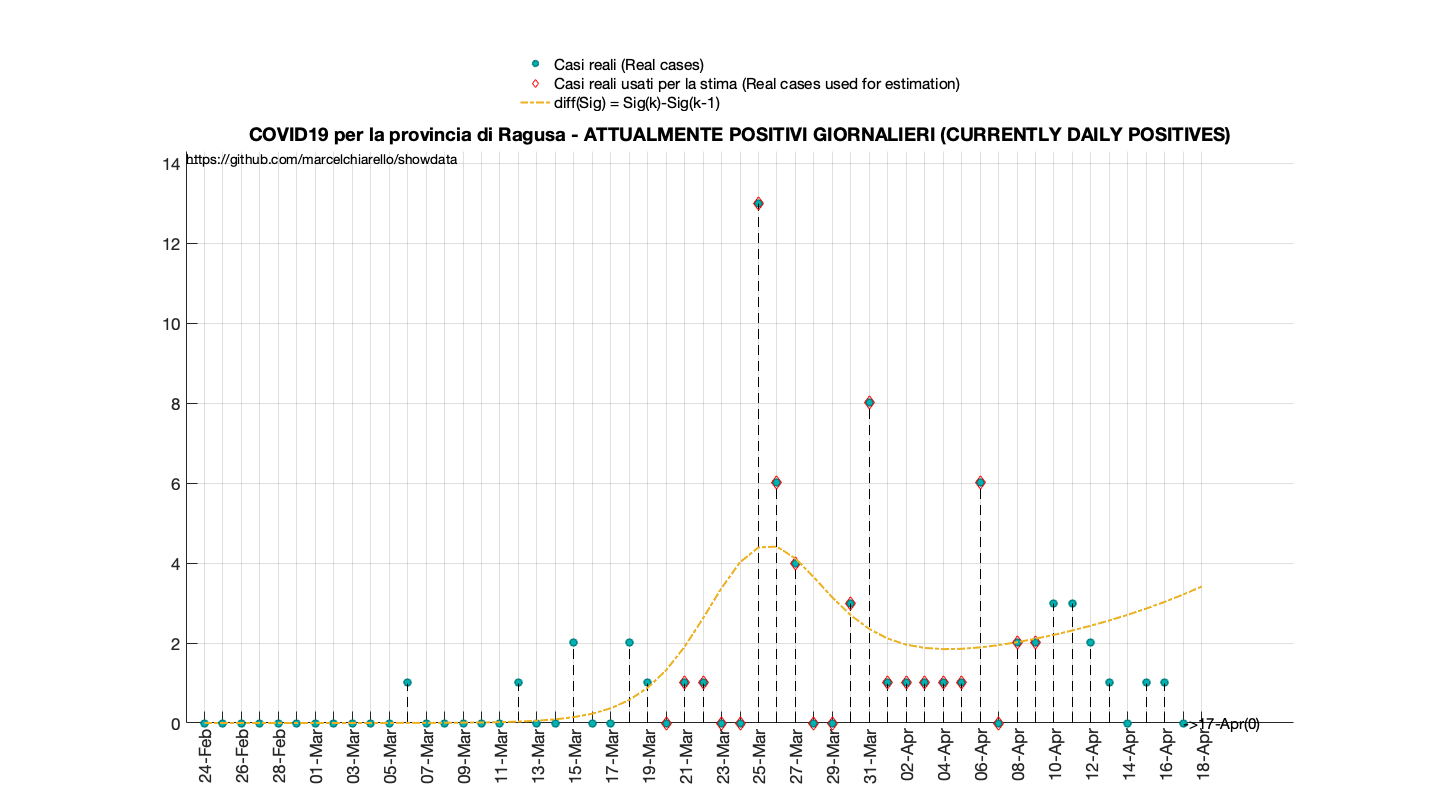 Casi reali (Real cases)
Casi reali usati per la stima (Real cases used for estimation)
diff(Sig) = Sig(k)-Sig(k-1)
COVID19 per la provincia di Ragusa - ATTUALMENTE POSITIVI GIORNALIERI (CURRENTLY DAILY POSITIVES)
https://github.com/marcelchiarello/showdata
14
12
10
8
6
4
2
0
->17-Apr(0)
24-Feb
26-Feb
28-Feb
01-Mar
03-Mar
05-Mar
07-Mar
09-Mar
11-Mar
13-Mar
15-Mar
17-Mar
19-Mar
21-Mar
23-Mar
25-Mar
27-Mar
29-Mar
31-Mar
02-Apr
04-Apr
06-Apr
08-Apr
10-Apr
12-Apr
14-Apr
16-Apr
18-Apr